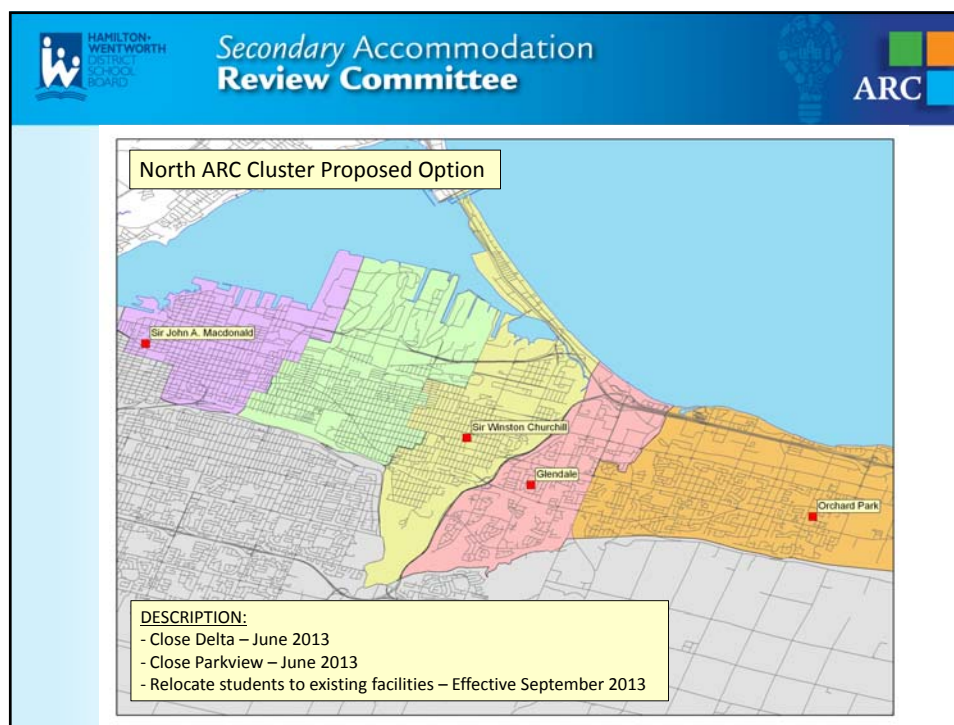 HAMILTON-
WENTWORTH
DISTRICT
SCHOOL
BOARD
Secondary Accommodation
Review Committee
ARC
North ARC Cluster Proposed Option
Sir John A. Macdonald
Sir Winston Churchill
Glendale
Orchard Park
DESCRIPTION:
- Close Delta – June 2013
- Close Parkview – June 2013
- Relocate students to existing facilities – Effective September 2013